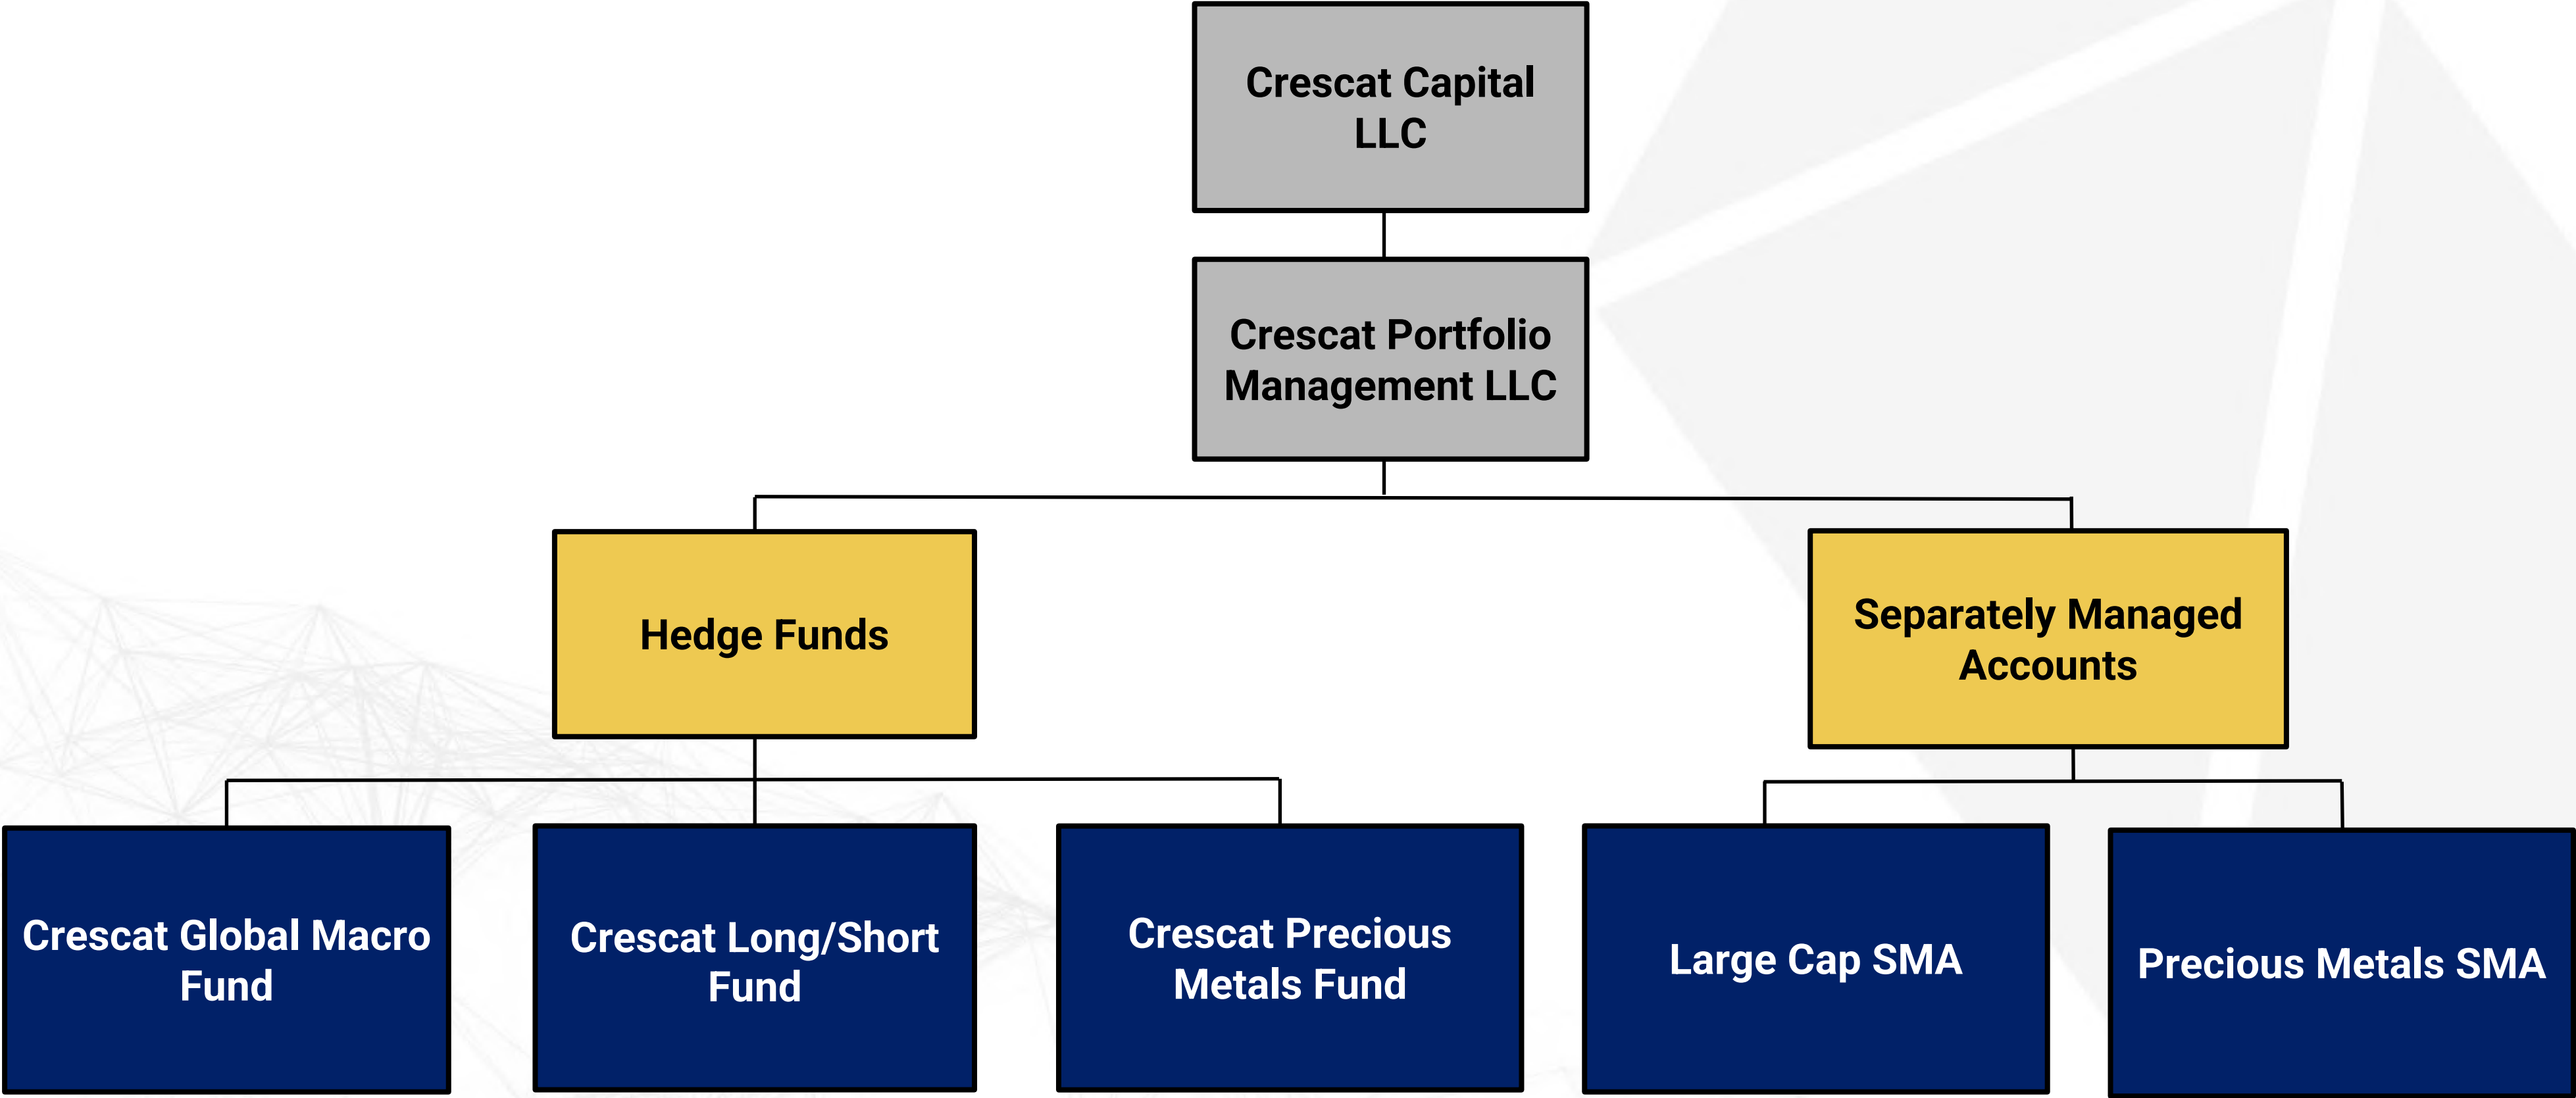 Crescat Capital
LLC
Crescat Portfolio
Management LLC
Hedge Funds
Separately Managed
Accounts
Crescat Global Macro
Fund
Crescat Long/Short
Fund
Crescat Precious
Metals Fund
Large Cap SMA
Precious Metals SMA